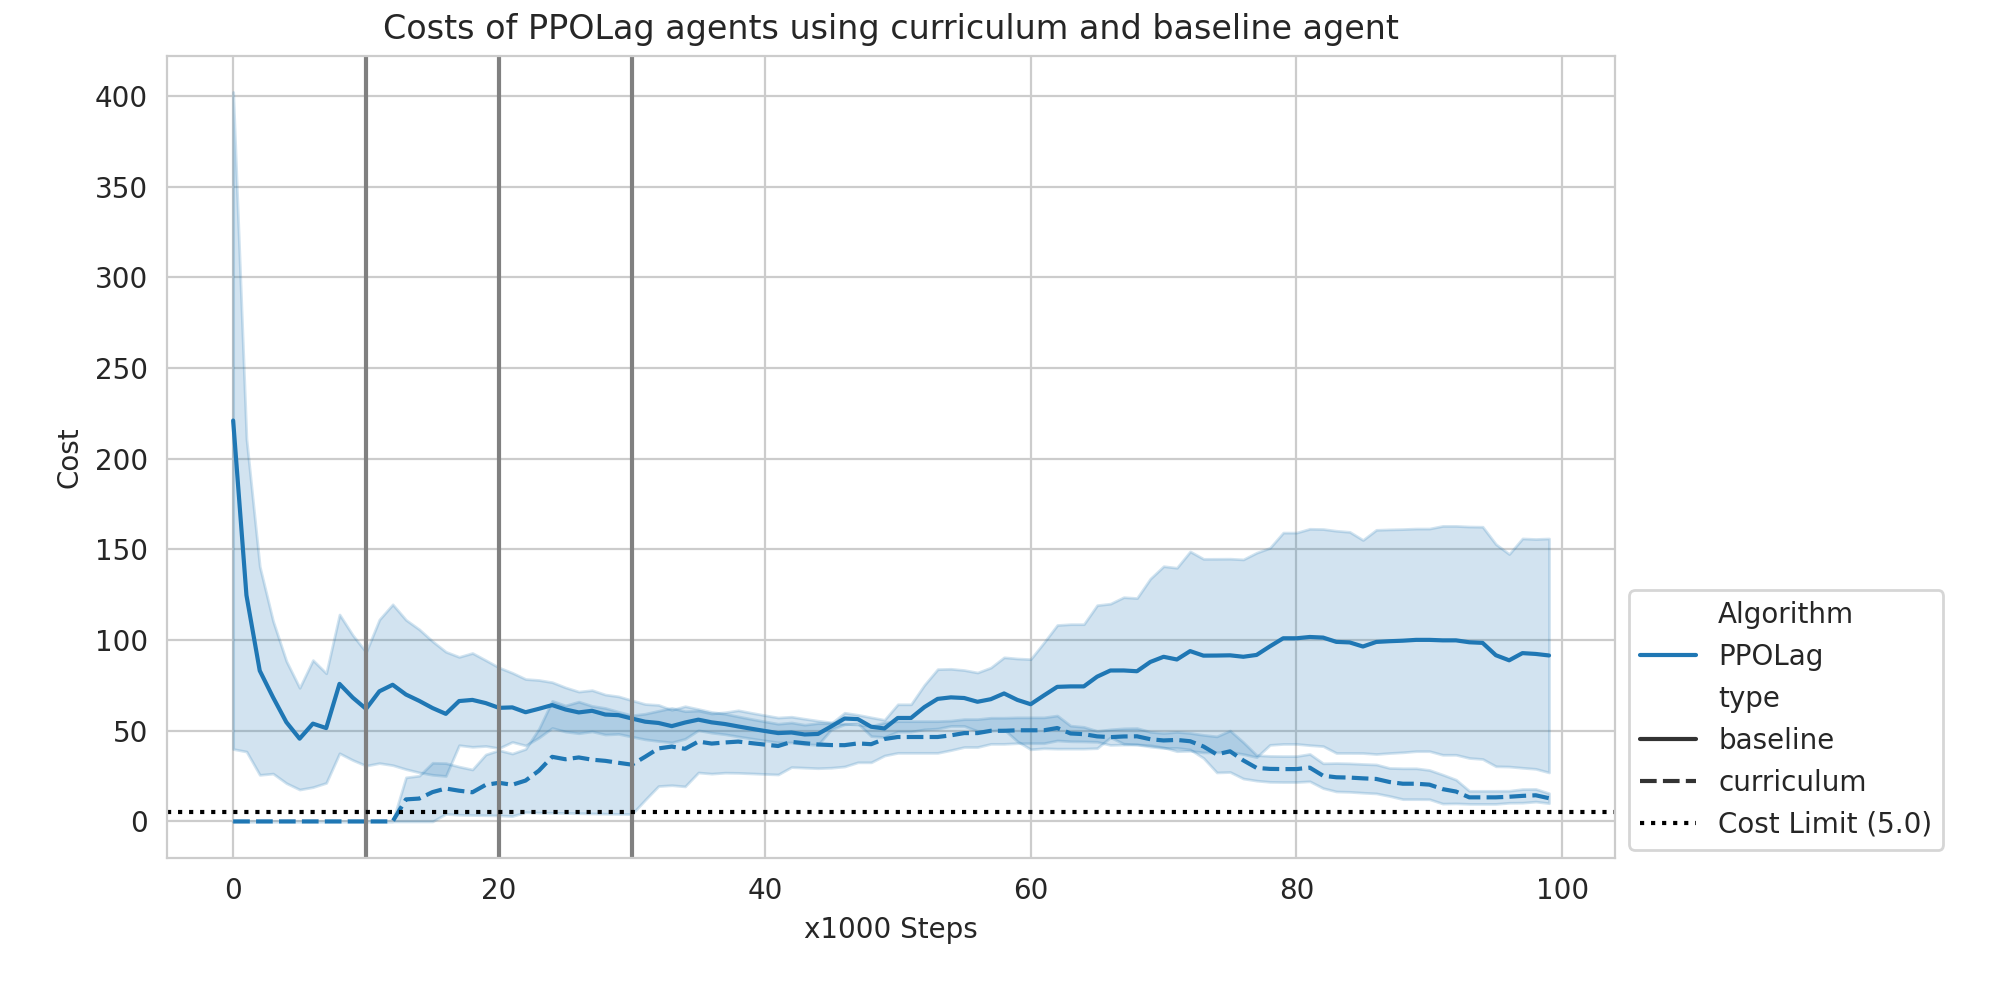 Costs of PPOLag agents using curriculum and baseline agent
400
350
300
250
200
150
100
50
0
Cost
0
20
40
60
80
100
x1000 Steps
Algorithm
PPOLag
type
baseline
curriculum
Cost Limit (5.0)